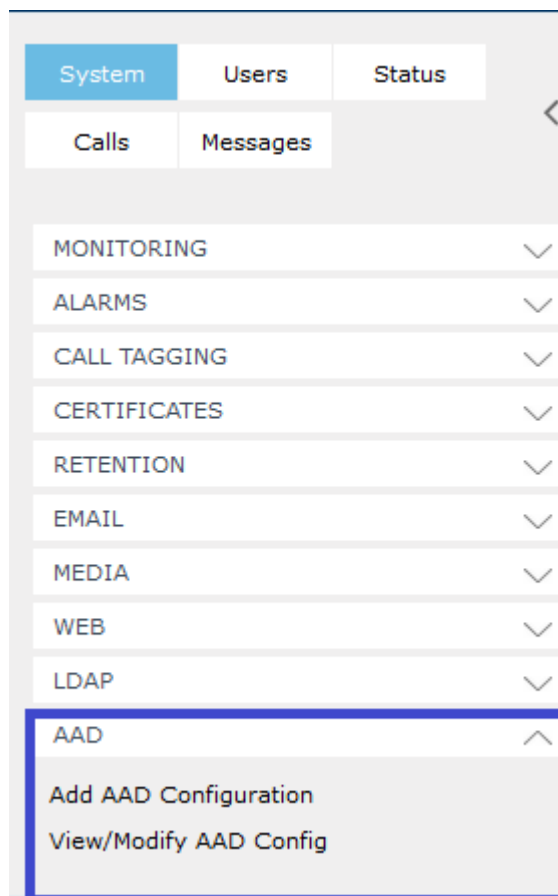 System Users Status
Calls Messages
MONITORING
ALARMS
CALL TAGGING
CERTIFICATES
RETENTION
EMAIL
MEDIA
WEB
LDAP
AAD
Add AAD Configuration
View/Modify AAD Config